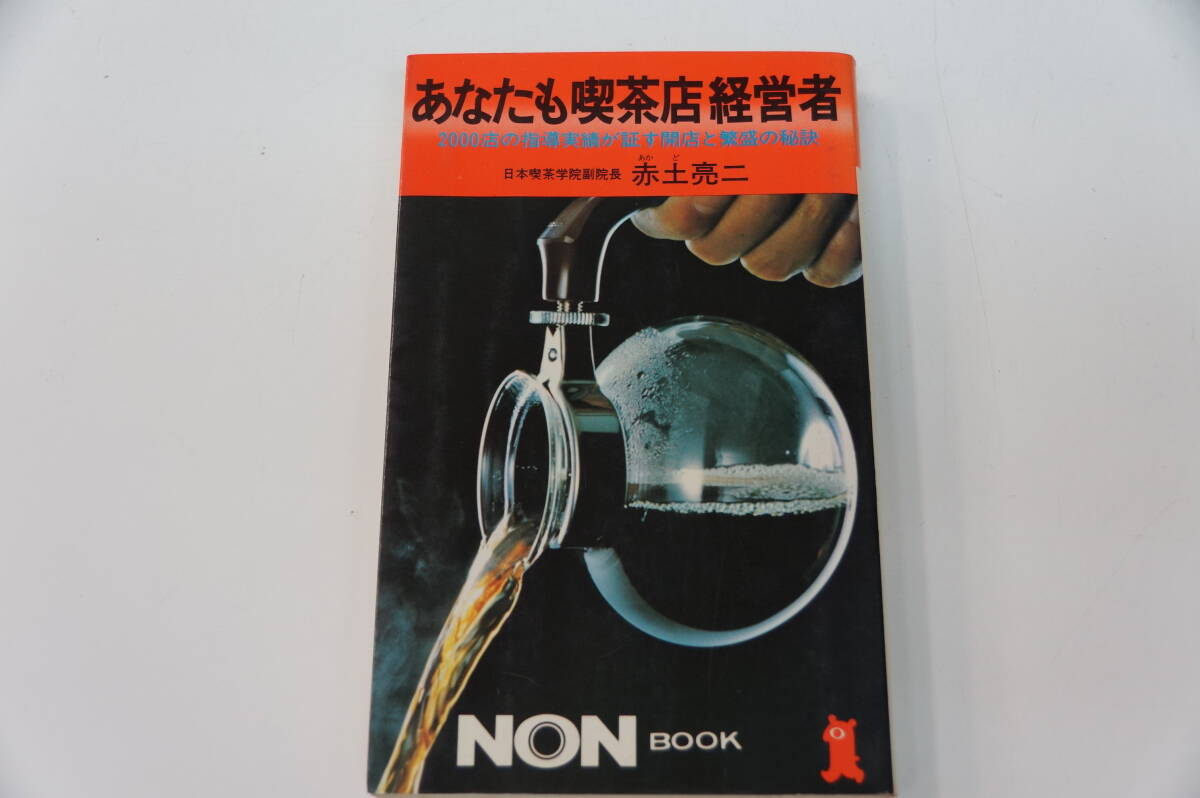 あなたも喫茶店経営者
2000店の指導実績が証す開店と繁盛の秘訣
日本喫茶学院副院長 赤土亮二
あかど
NON BOOK